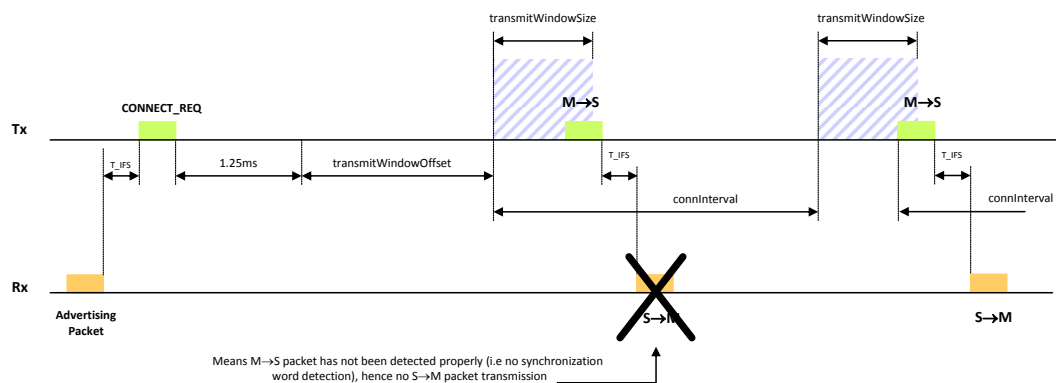 transmitWindowSize
transmitWindowSize
CONNECT_REQ
M→S
M→S
Tx
T_IFS
1.25ms
transmitWindowOffset
T_IFS
T_IFS
connInterval
connInterval
Rx
Advertising
Packet
S→M
S→M
Means M→S packet has not been detected properly (i.e no synchronization
word detection), hence no S→M packet transmission